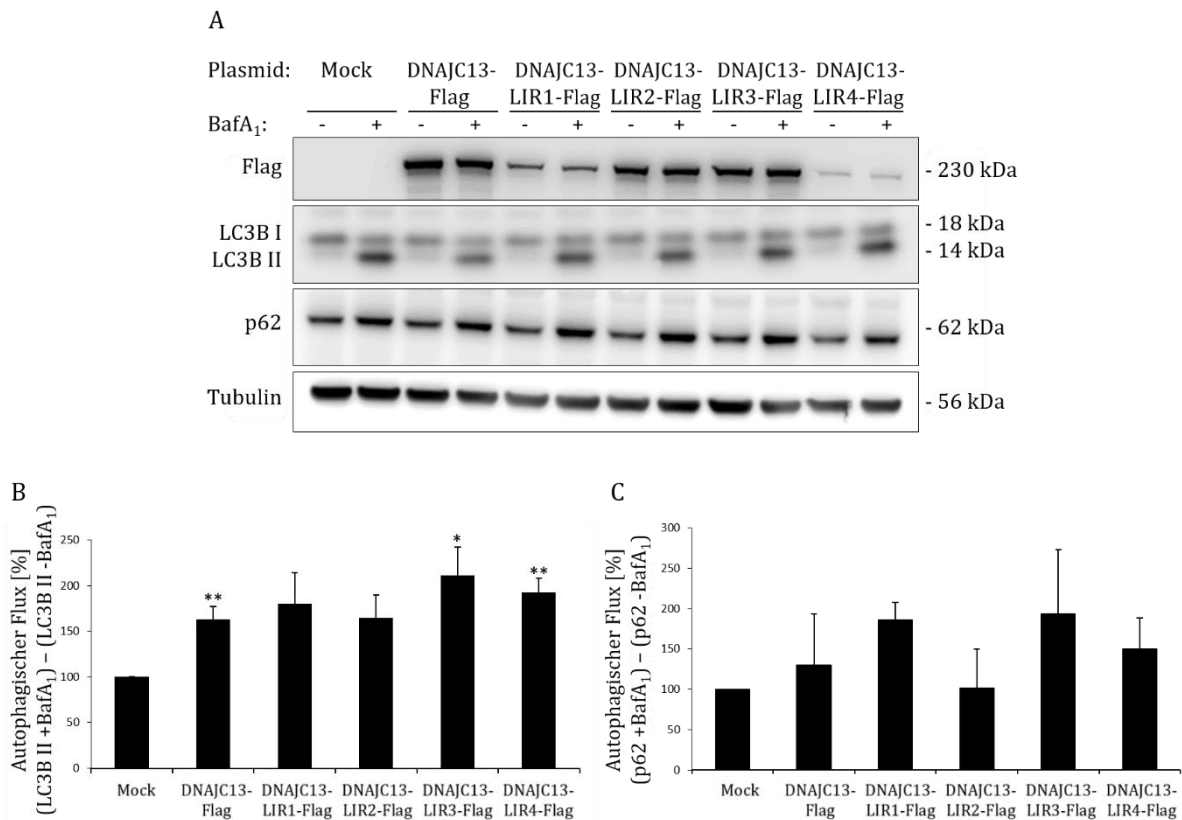 A
Plasmid: Mock DNAJC13- DNAJC13- DNAJC13- DNAJC13- DNAJC13-
Flag LIR1-Flag LIR2-Flag LIR3-Flag LIR4-Flag
BafA₁: - + - + - + - + - + - +
Flag - 230 kDa
LC3B I - 18 kDa
LC3B II - 14 kDa
p62 - 62 kDa
Tubulin - 56 kDa
B
Autophagischer Flux [%]
(LC3B II +BafA₁) – (LC3B II -BafA₁)
250
200
150
100
50
0
** * **
Mock DNAJC13- DNAJC13- DNAJC13- DNAJC13- DNAJC13-
Flag LIR1-Flag LIR2-Flag LIR3-Flag LIR4-Flag
C
Autophagischer Flux [%]
(p62 +BafA₁) – (p62 -BafA₁)
300
250
200
150
100
50
0
Mock DNAJC13- DNAJC13- DNAJC13- DNAJC13- DNAJC13-
Flag LIR1-Flag LIR2-Flag LIR3-Flag LIR4-Flag